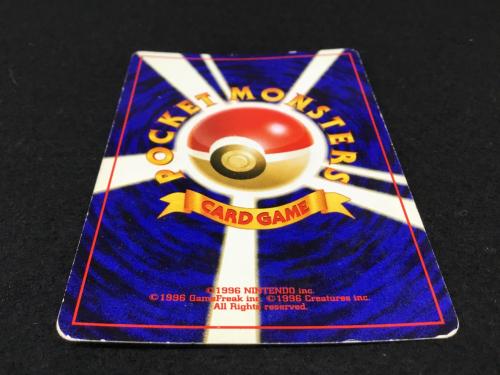 POCKET MONSTERS
CARD GAME
©1996 NINTENDO inc.
©1996 GameFreak inc. ©1996 Creatures inc.
All Rights reserved.